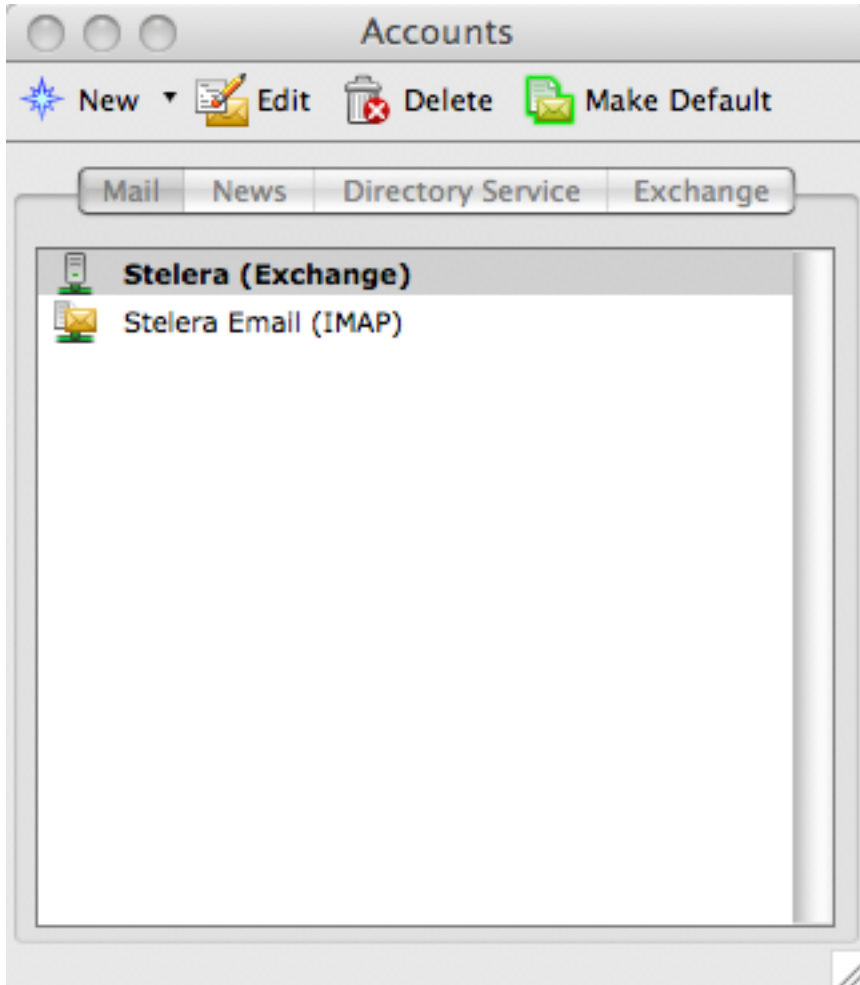 Accounts
New Edit Delete Make Default
Mail News Directory Service Exchange
Stelera (Exchange)
Stelera Email (IMAP)